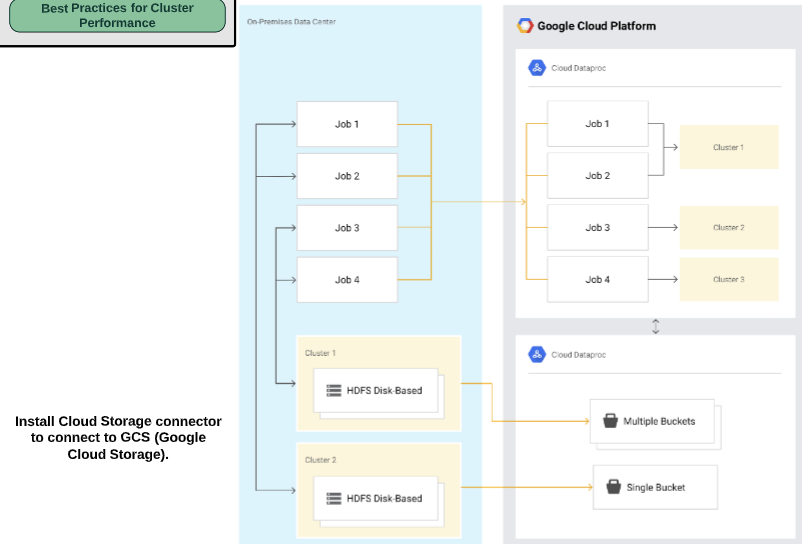 Best Practices for Cluster
Performance
Install Cloud Storage connector
to connect to GCS (Google
Cloud Storage).
On-Premises Data Center
Job 1
Job 2
Job 3
Job 4
Cluster 1
HDFS Disk-Based
Cluster 2
HDFS Disk-Based
Google Cloud Platform
Cloud Dataproc
Job 1
Job 2
Job 3
Job 4
Cluster 1
Cluster 2
Cluster 3
Cloud Dataproc
Multiple Buckets
Single Bucket